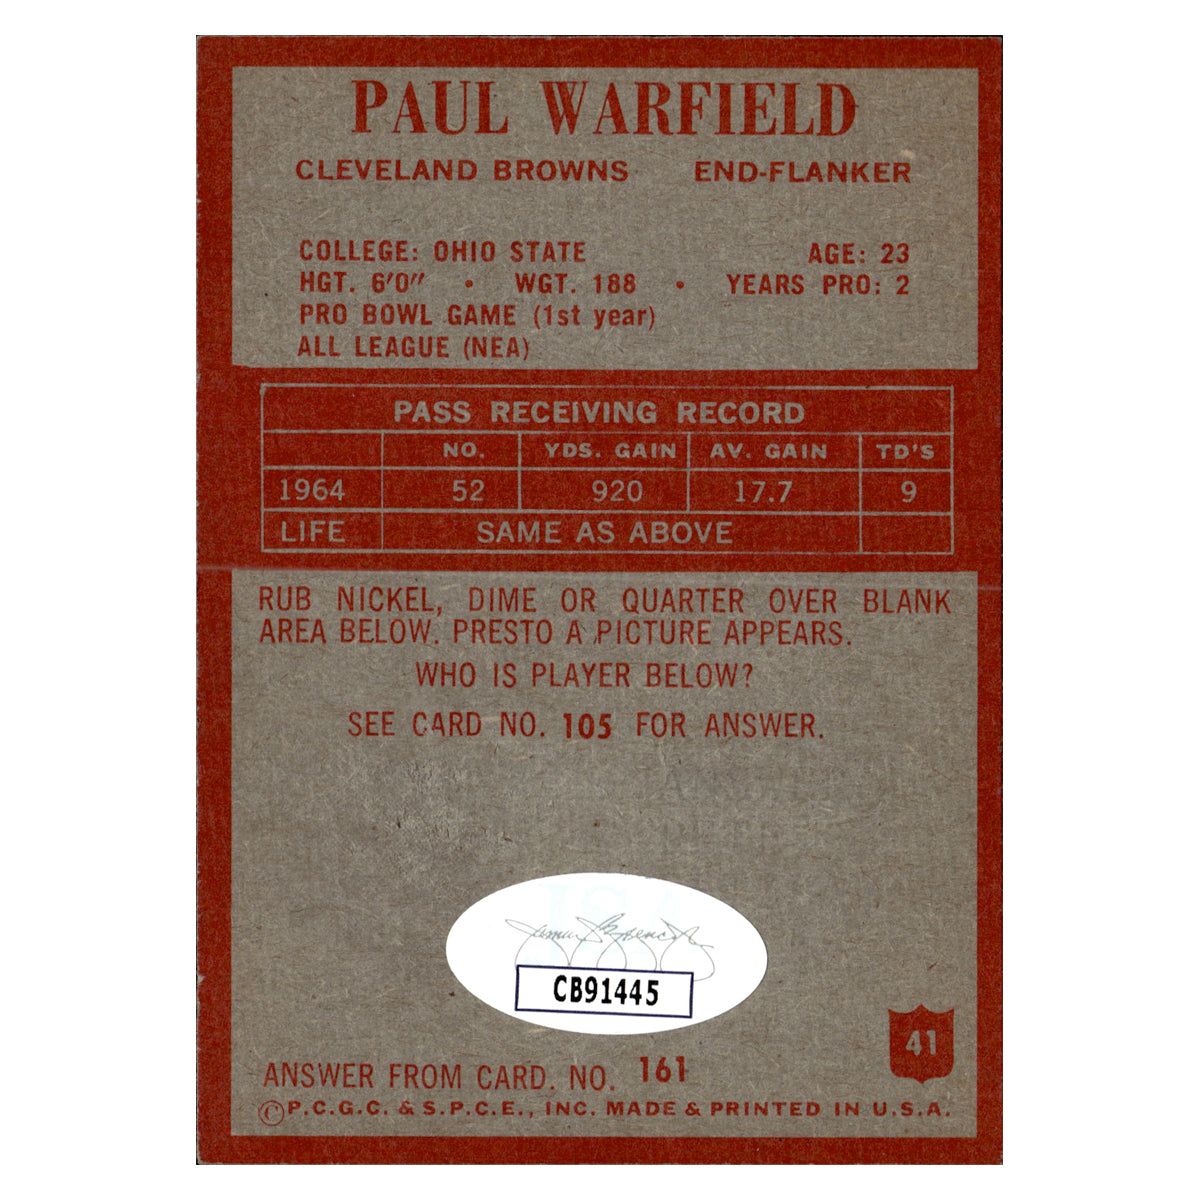 PAUL WARFIELD
CLEVELAND BROWNS END-FLANKER
COLLEGE: OHIO STATE AGE: 23
HGT. 6'0" • WGT. 188 • YEARS PRO: 2
PRO BOWL GAME (1st year)
ALL LEAGUE (NEA)
PASS RECEIVING RECORD
NO. YDS. GAIN AV. GAIN TD'S
1964 52 920 17.7 9
LIFE SAME AS ABOVE
RUB NICKEL, DIME OR QUARTER OVER BLANK
AREA BELOW. PRESTO A PICTURE APPEARS.
WHO IS PLAYER BELOW?
SEE CARD NO. 105 FOR ANSWER.
JSA
CB91445
41
ANSWER FROM CARD. NO. 161
©P.C.G.C. & S.P.C.E., INC. MADE & PRINTED IN U.S.A.